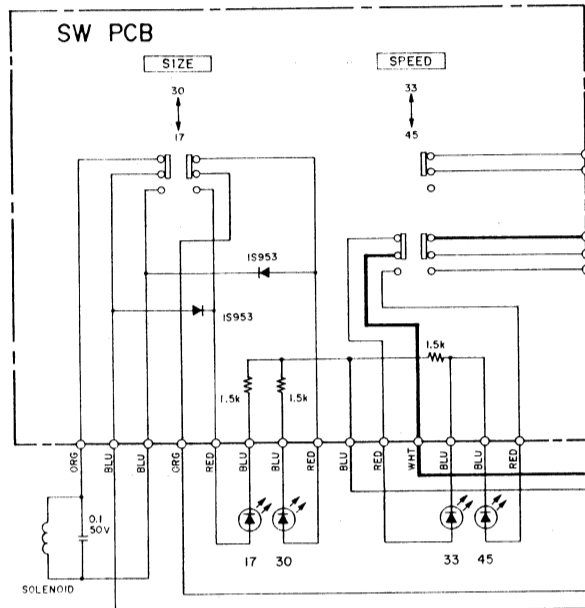 SW PCB
SIZE
SPEED
30
17
33
45
1S953
1S953
1.5k
1.5k
1.5k
ORG
BLU
BLU
ORG
RED
BLU
BLU
RED
BLU
RED
WHT
BLU
BLU
RED
0.1
50V
SOLENOID
17
30
33
45